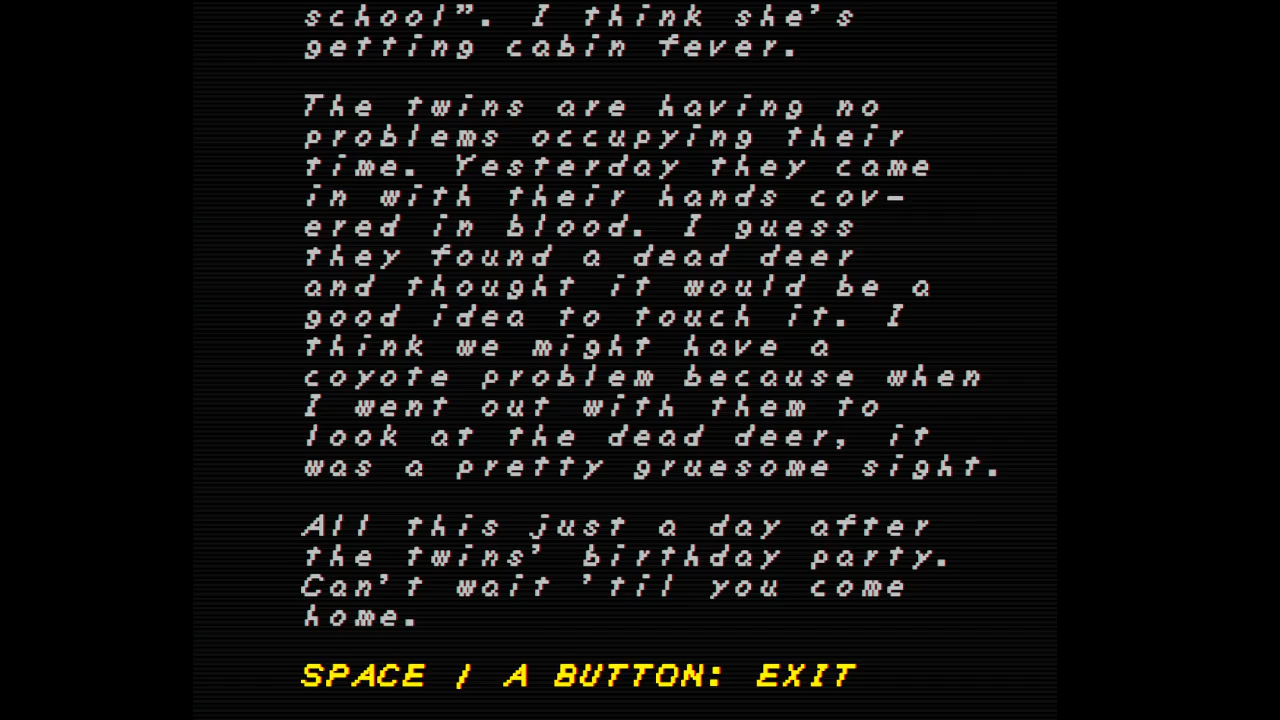 school”. I think she’s
getting cabin fever.
The twins are having no
problems occupying their
time. Yesterday they came
in with their hands cov-
ered in blood. I guess
they found a dead deer
and thought it would be a
good idea to touch it. I
think we might have a
coyote problem because when
I went out with them to
look at the dead deer, it
was a pretty gruesome sight.
All this just a day after
the twins’ birthday party.
Can’t wait ’til you come
home.
SPACE / A BUTTON: EXIT